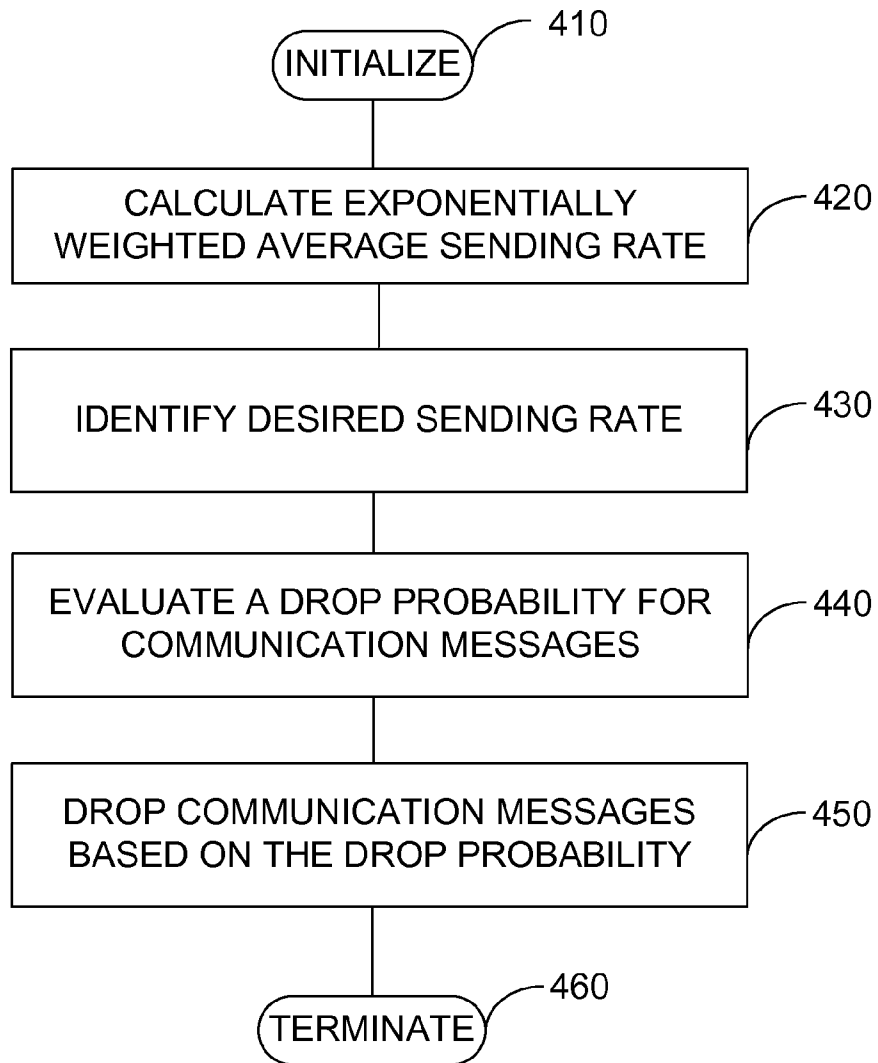 410
INITIALIZE
CALCULATE EXPONENTIALLY
WEIGHTED AVERAGE SENDING RATE
420
IDENTIFY DESIRED SENDING RATE
430
EVALUATE A DROP PROBABILITY FOR
COMMUNICATION MESSAGES
440
DROP COMMUNICATION MESSAGES
BASED ON THE DROP PROBABILITY
450
460
TERMINATE